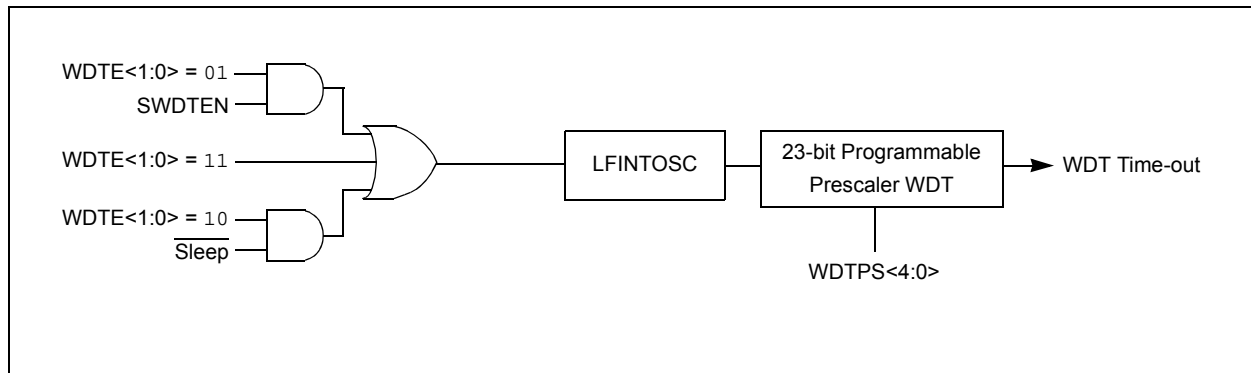 WDTE<1:0> = 01
SWDTEN
WDTE<1:0> = 11
WDTE<1:0> = 10
Sleep
LFINTOSC
23-bit Programmable
Prescaler WDT
WDT Time-out
WDTPS<4:0>